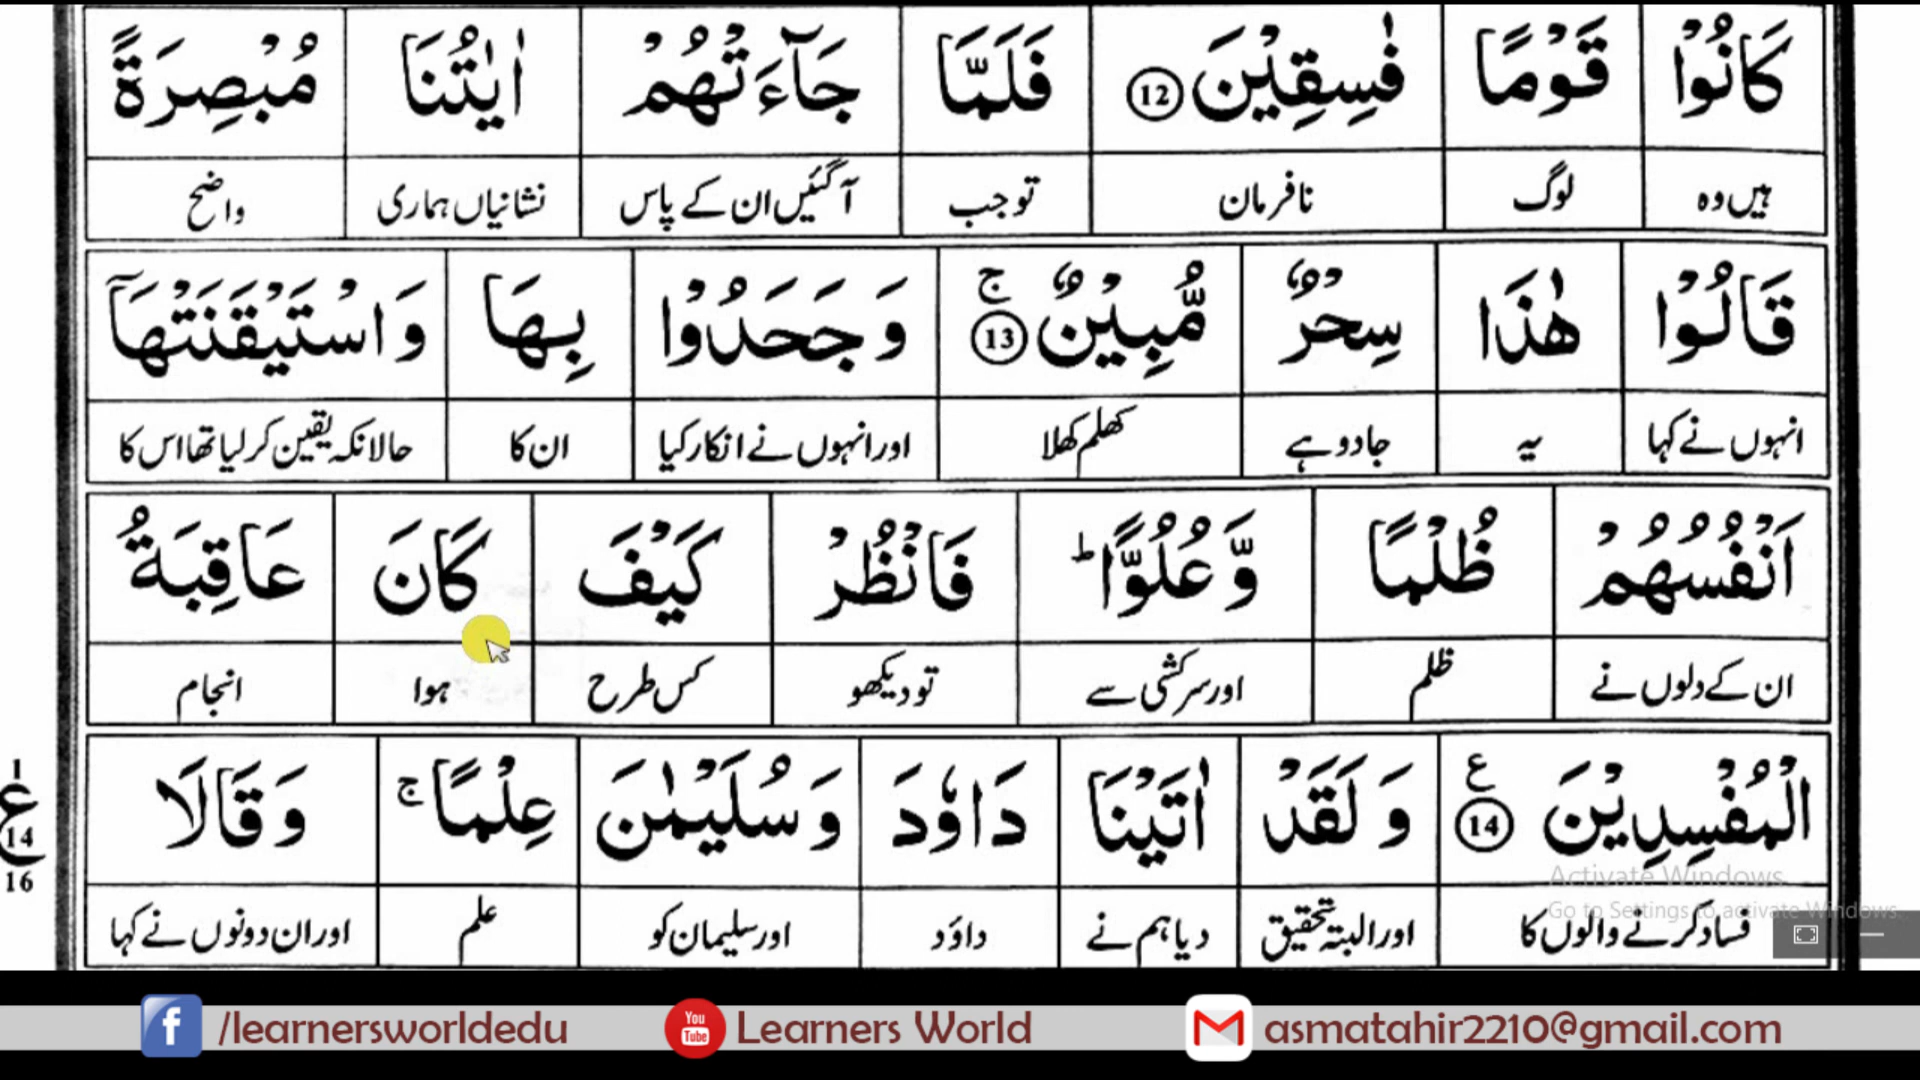 كَانُوْا قَوْمًا فٰسِقِيْنَ 12 فَلَمَّا جَآءَتْهُمْ اٰيٰتُنَا مُبْصِرَةً
ہیں وہ لوگ نافرمان تو جب آگئیں ان کے پاس نشانیاں ہماری واضح
قَالُوْا هٰذَا سِحْرٌ مُّبِيْنٌ ج 13 وَجَحَدُوْا بِهَا وَاسْتَيْقَنَتْهَآ
انہوں نے کہا یہ جادو ہے کھلم کھلا اور انہوں نے انکار کیا ان کا حالانکہ یقین کر لیا تھا اس کا
اَنْفُسُهُمْ ظُلْمًا وَّعُلُوًّا ط فَانْظُرْ كَيْفَ كَانَ عَاقِبَةُ
ان کے دلوں نے ظلم اور سرکشی سے تو دیکھو کس طرح ہوا انجام
الْمُفْسِدِيْنَ ع 14 وَلَقَدْ اٰتَيْنَا دَاوٗدَ وَسُلَيْمٰنَ عِلْمًا ج وَقَالَا
ع
1
14
16
فساد کرنے والوں کا اور البتہ تحقیق دیا ہم نے داؤد اور سلیمان کو علم اور ان دونوں نے کہا
Activate Windows
Go to Settings to activate Windows.
/learnersworldedu You Tube Learners World asmatahir2210@gmail.com